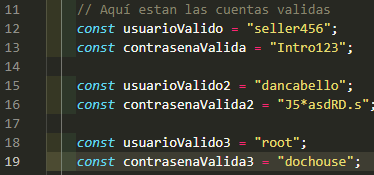 11 // Aquí estan las cuentas validas
12 const usuarioValido = "seller456";
13 const contrasenaValida = "Intro123";
14
15 const usuarioValido2 = "dancabello";
16 const contrasenaValida2 = "J5*asdRD.s";
17
18 const usuarioValido3 = "root";
19 const contrasenaValida3 = "dochouse";